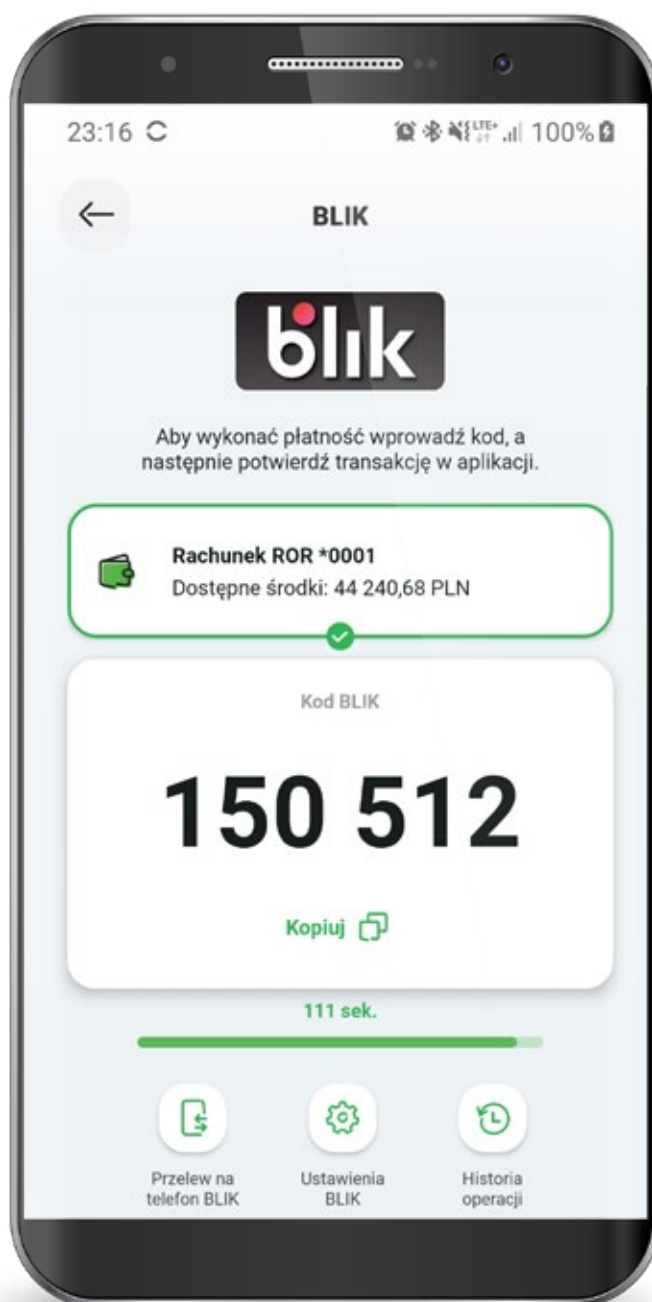 23:16
LTE+
100%
BLIK
blik
Aby wykonać płatność wprowadź kod, a
następnie potwierdź transakcję w aplikacji.
Rachunek ROR *0001
Dostępne środki: 44 240,68 PLN
Kod BLIK
150 512
Kopiuj
111 sek.
Przelew na
telefon BLIK
Ustawienia
BLIK
Historia
operacji